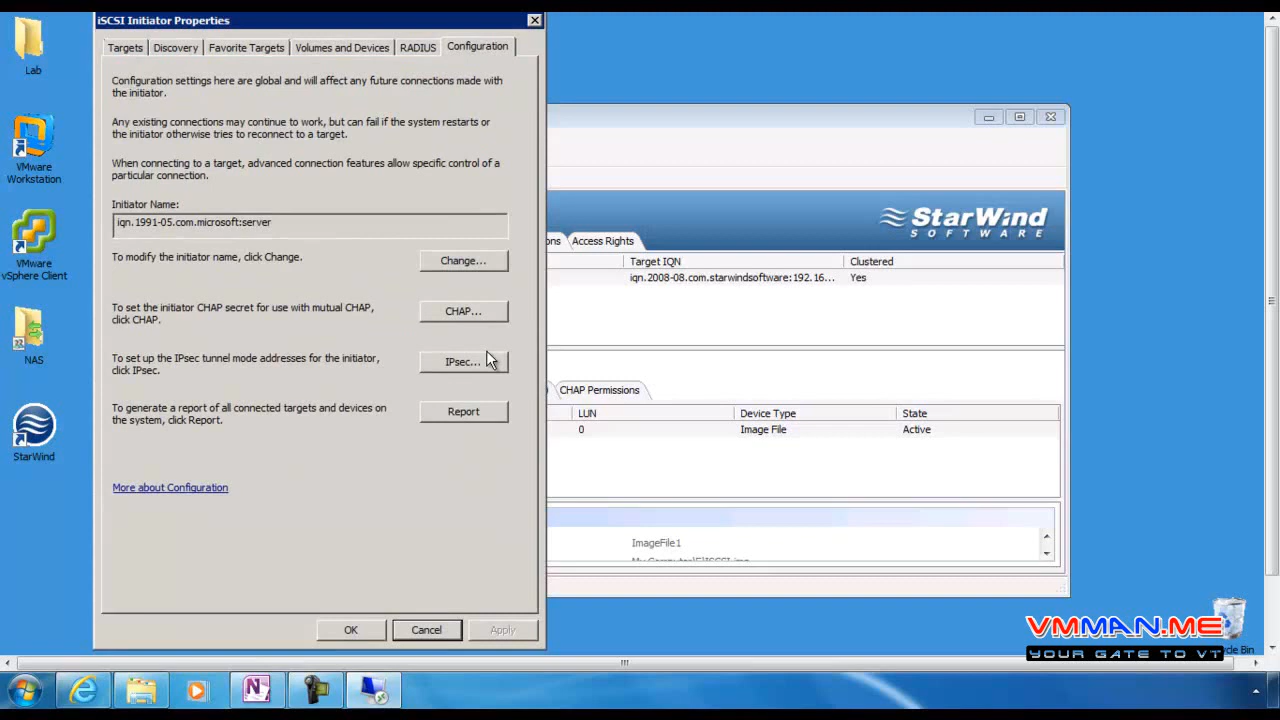 iSCSI Initiator Properties
Targets
Discovery
Favorite Targets
Volumes and Devices
RADIUS
Configuration
Configuration settings here are global and will affect any future connections made with
the initiator.
Any existing connections may continue to work, but can fail if the system restarts or
the initiator otherwise tries to reconnect to a target.
When connecting to a target, advanced connection features allow specific control of a
particular connection.
Initiator Name:
iqn.1991-05.com.microsoft:server
To modify the initiator name, click Change.
Change...
To set the initiator CHAP secret for use with mutual CHAP,
click CHAP.
CHAP...
To set up the IPsec tunnel mode addresses for the initiator,
click IPsec.
IPsec...
To generate a report of all connected targets and devices on
the system, click Report.
Report
More about Configuration
OK
Cancel
Apply
Lab
VMware
Workstation
VMware
vSphere Client
NAS
StarWind
StarWind
SOFTWARE
ons
Access Rights
Target IQN
Clustered
iqn.2008-08.com.starwindsoftware:192.16...
Yes
CHAP Permissions
LUN
Device Type
State
0
Image File
Active
ImageFile1
VMMAN.ME
YOUR GATE TO VT
cle Bin